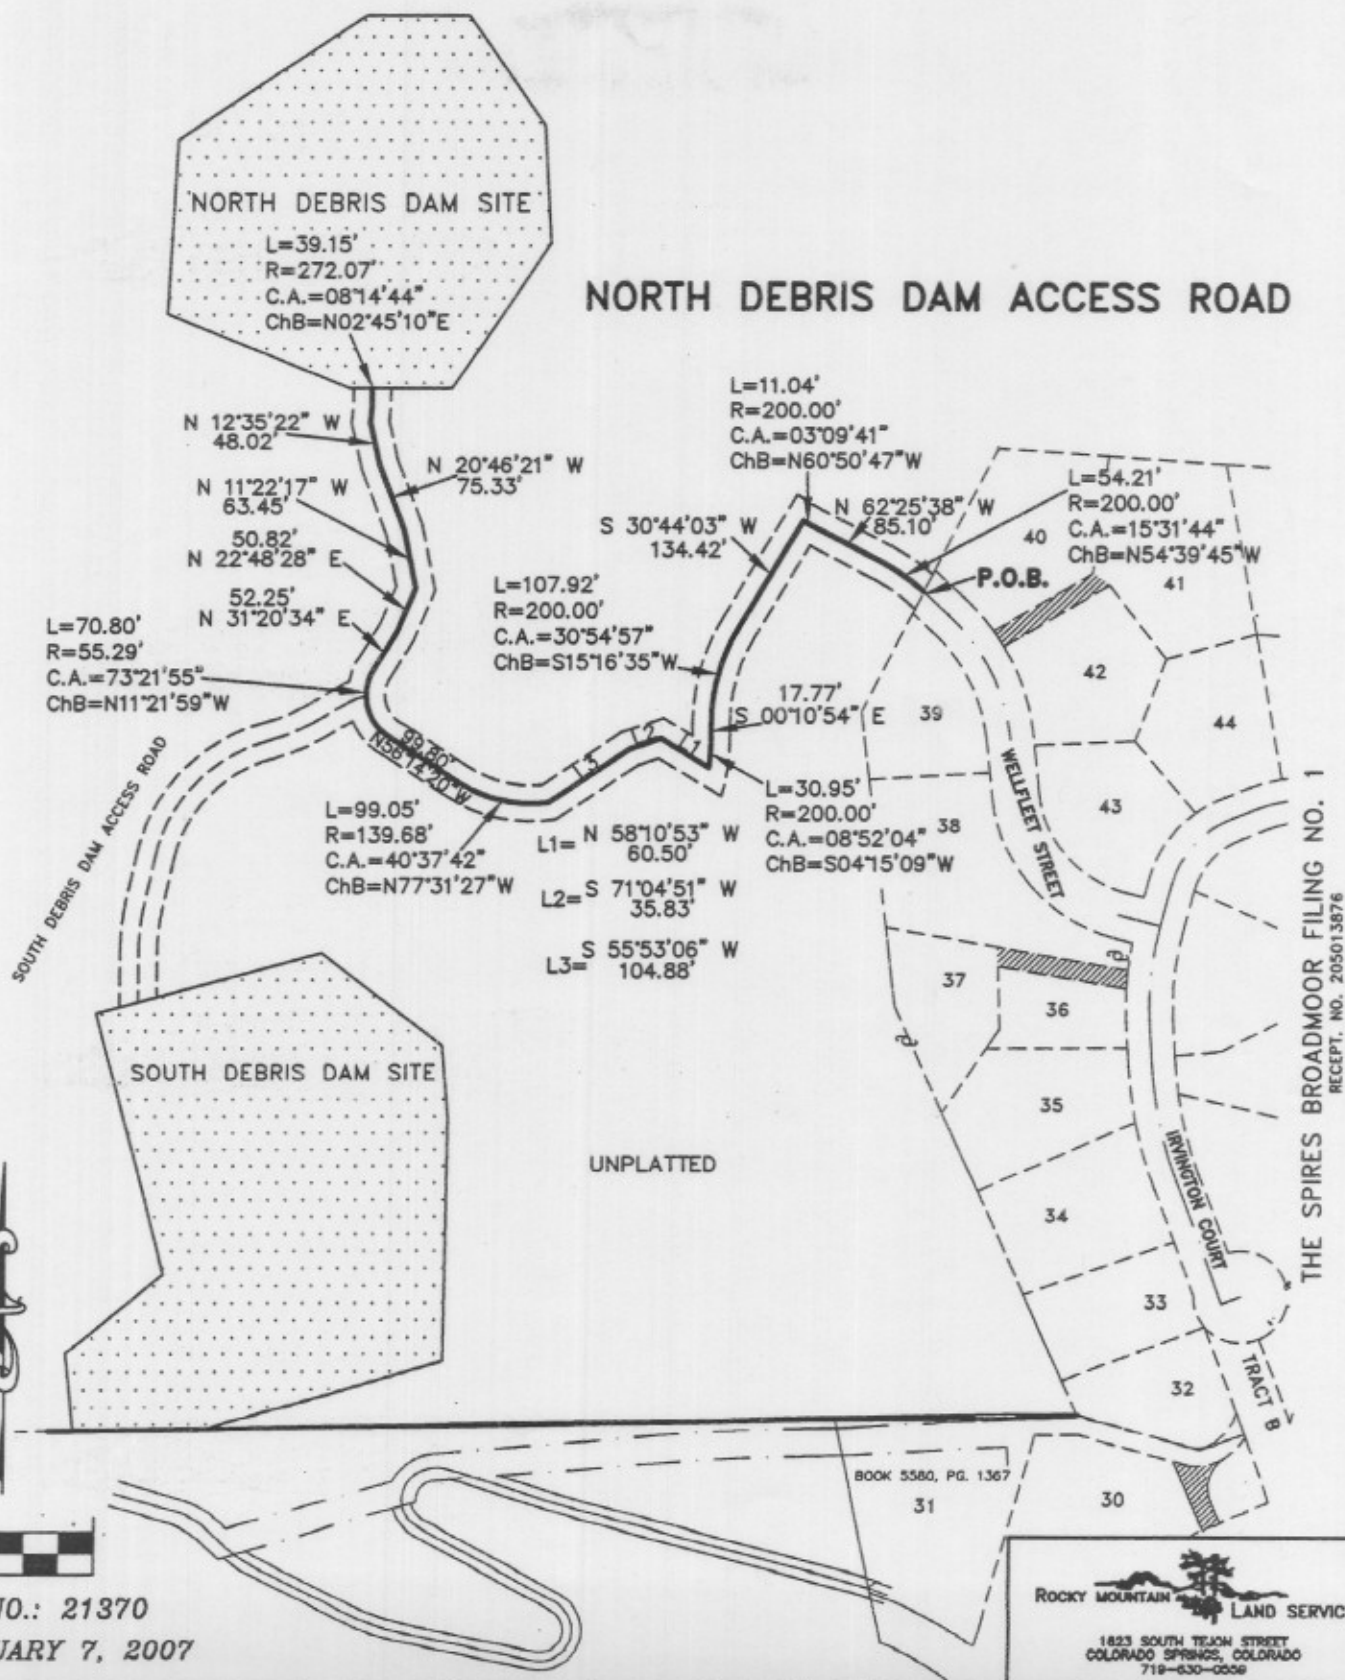 NORTH DEBRIS DAM SITE
L=39.15'
R=272.07'
C.A.=08°14'44"
ChB=N02°45'10"E
NORTH DEBRIS DAM ACCESS ROAD
N 12°35'22" W
48.02'
N 20°46'21" W
75.33'
N 11°22'17" W
63.45'
50.82'
N 22°48'28" E
52.25'
N 31°20'34" E
L=70.80'
R=55.29'
C.A.=73°21'55"
ChB=N11°21'59"W
L=11.04'
R=200.00'
C.A.=03°09'41"
ChB=N60°50'47"W
S 30°44'03" W
134.42'
N 62°25'38" W
85.10'
L=54.21'
R=200.00'
C.A.=15°31'44"
ChB=N54°39'45"W
P.O.B.
40
41
42
44
43
39
38
L=107.92'
R=200.00'
C.A.=30°54'57"
ChB=S15°16'35"W
17.77'
S 00°10'54" E
L2
L1
L3
99.80'
N56°14'20"W
L=99.05'
R=139.68'
C.A.=40°37'42"
ChB=N77°31'27"W
L=30.95'
R=200.00'
C.A.=08°52'04"
ChB=S04°15'09"W
L1= N 58°10'53" W
60.50'
L2= S 71°04'51" W
35.83'
L3= S 55°53'06" W
104.88'
SOUTH DEBRIS DAM ACCESS ROAD
WELLFLEET STREET
37
36
35
34
33
32
IRVINGTON COURT
TRACT B
THE SPIRES BROADMOOR FILING NO. 1
RECEPT. NO. 205013876
SOUTH DEBRIS DAM SITE
UNPLATTED
BOOK 5580, PG. 1367
31
30
NO.: 21370
UARY 7, 2007
ROCKY MOUNTAIN LAND SERVIC
1623 SOUTH TEJON STREET
COLORADO SPRINGS, COLORADO
719-630-0559